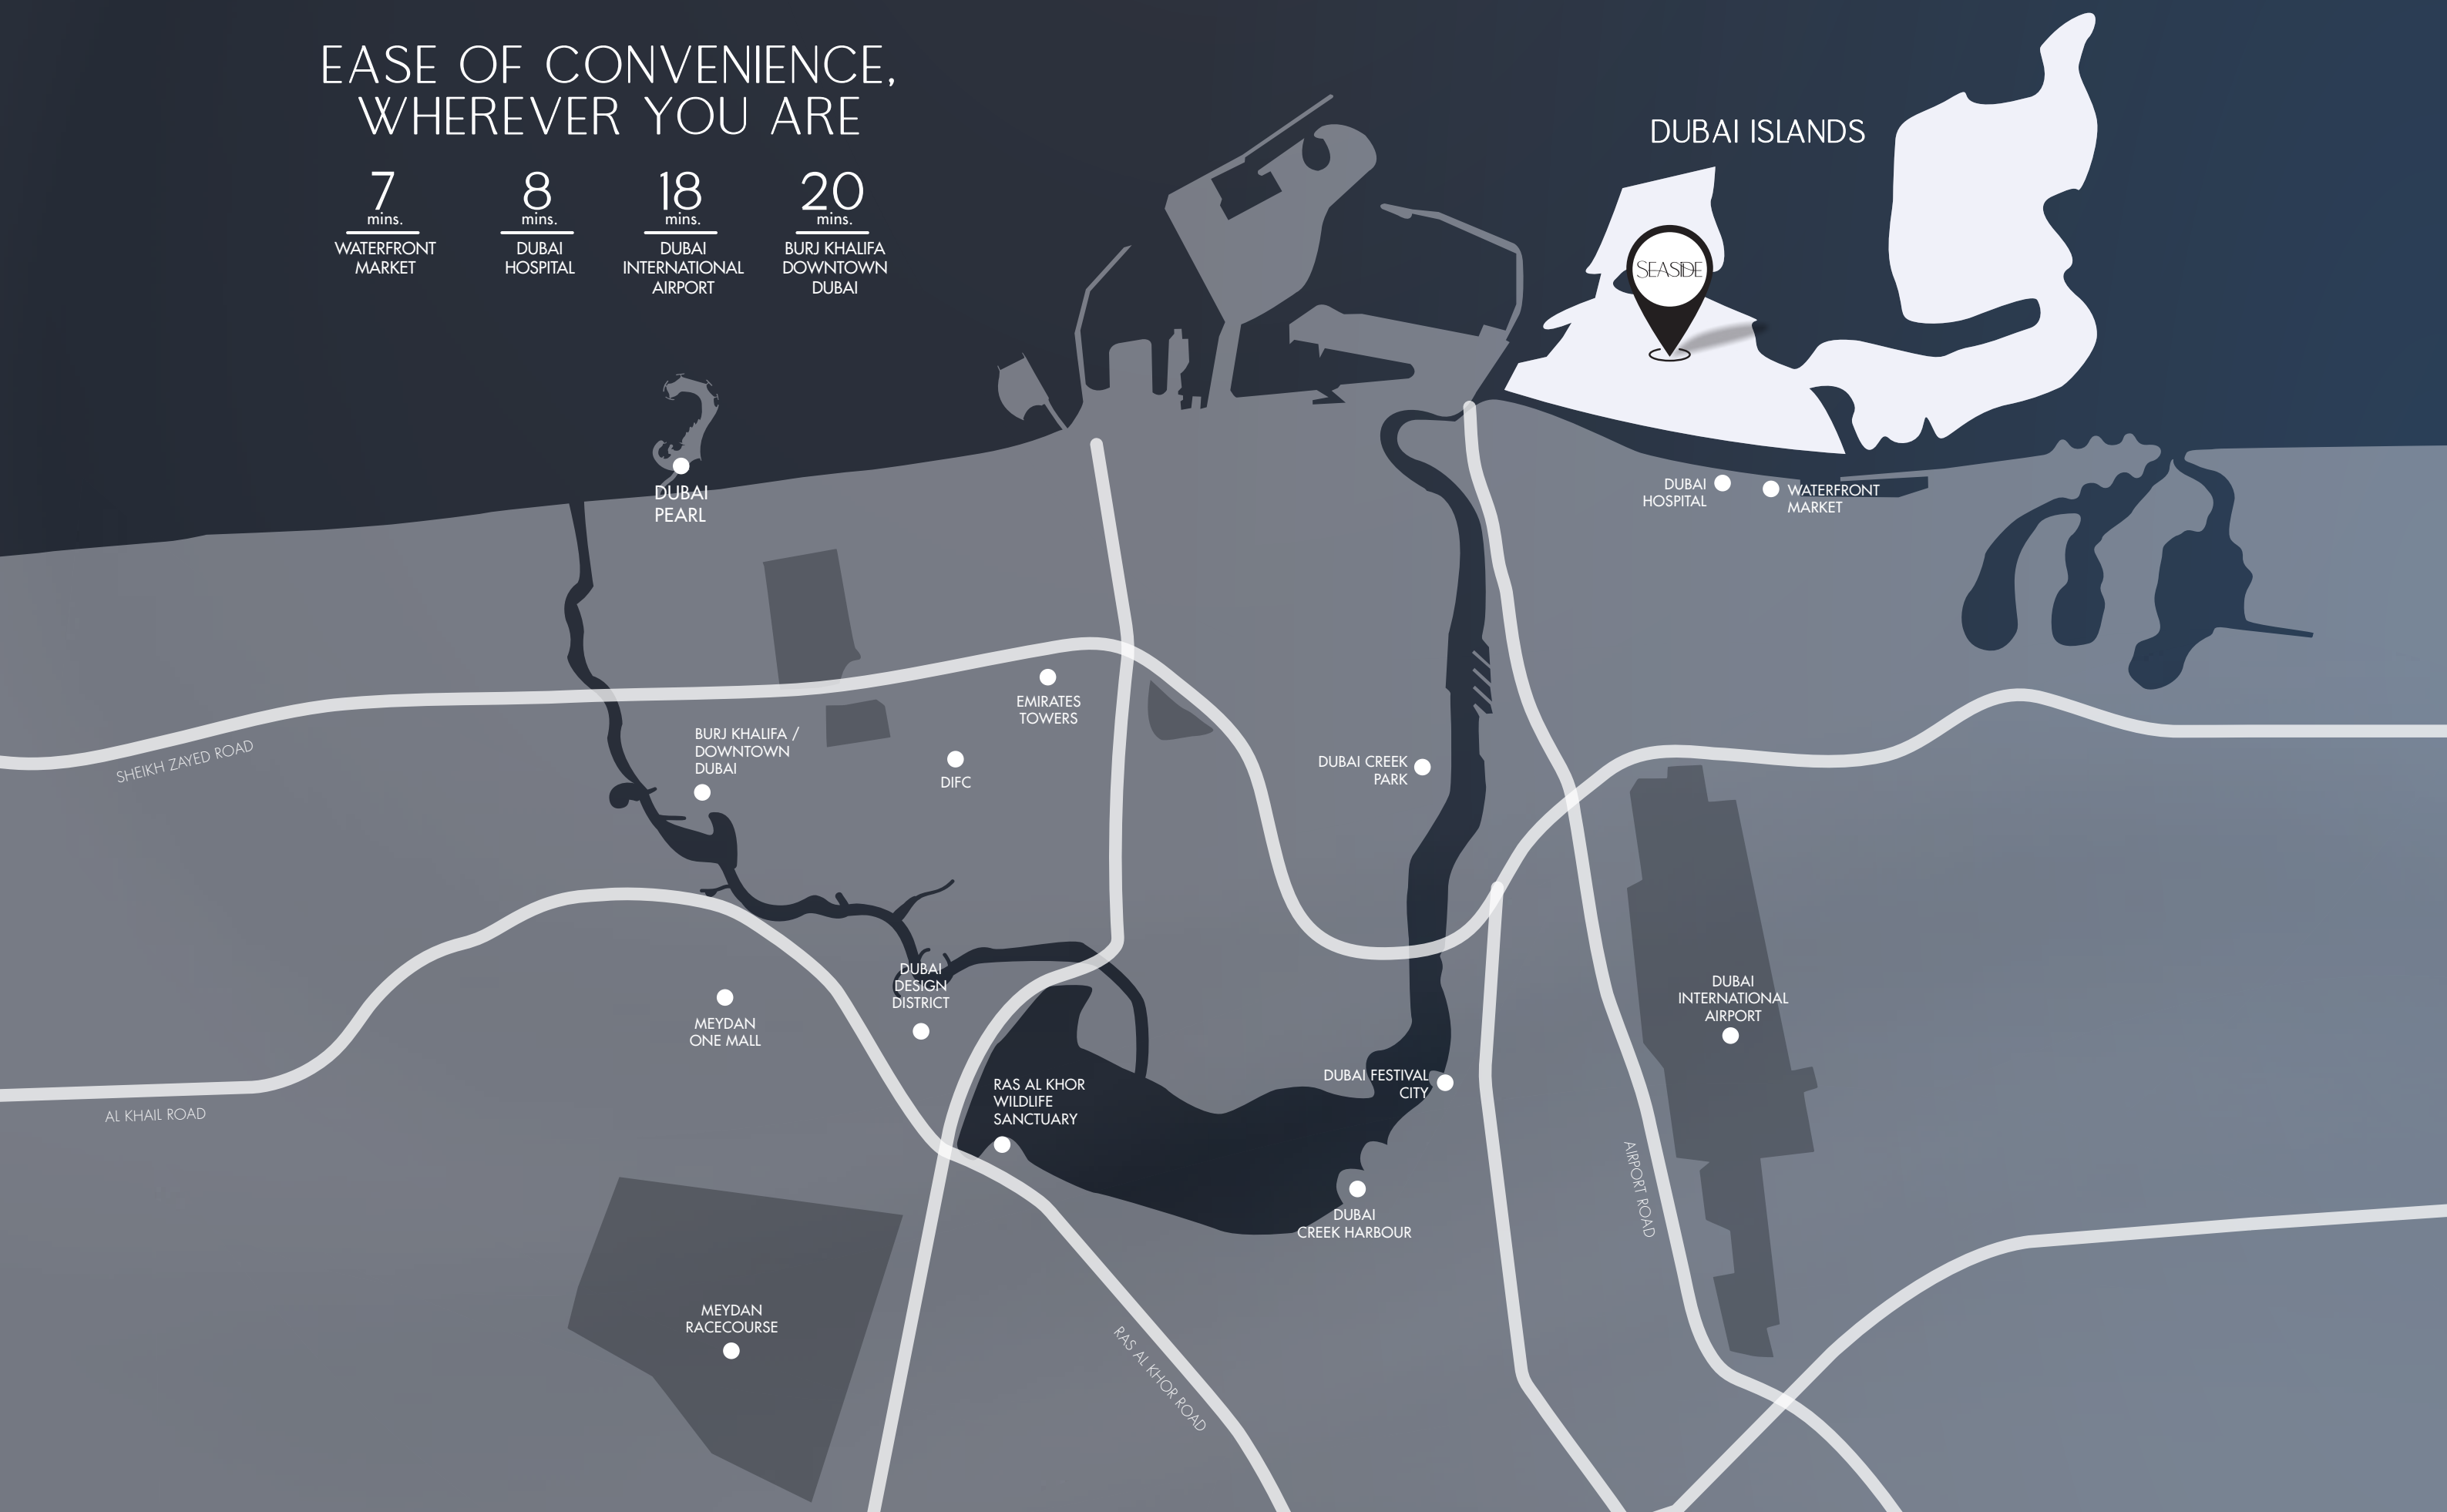 EASE OF CONVENIENCE,
WHEREVER YOU ARE
7
mins.
WATERFRONT
MARKET
8
mins.
DUBAI
HOSPITAL
18
mins.
DUBAI
INTERNATIONAL
AIRPORT
20
mins.
BURJ KHALIFA
DOWNTOWN
DUBAI
DUBAI ISLANDS
SEASIDE
DUBAI
PEARL
DUBAI
HOSPITAL
WATERFRONT
MARKET
EMIRATES
TOWERS
SHEIKH ZAYED ROAD
BURJ KHALIFA /
DOWNTOWN
DUBAI
DIFC
DUBAI CREEK
PARK
DUBAI
DESIGN
DISTRICT
MEYDAN
ONE MALL
DUBAI
INTERNATIONAL
AIRPORT
AL KHAIL ROAD
RAS AL KHOR
WILDLIFE
SANCTUARY
DUBAI FESTIVAL
CITY
AIRPORT ROAD
DUBAI
CREEK HARBOUR
MEYDAN
RACECOURSE
RAS AL KHOR ROAD